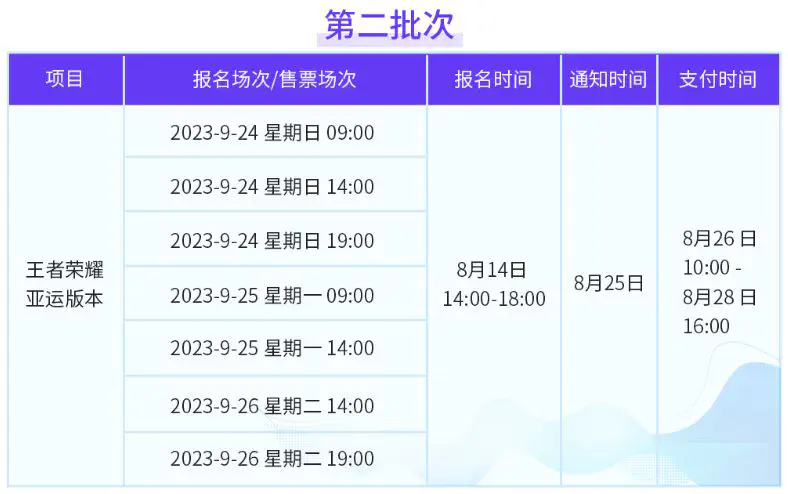 第二批次
项目 报名场次/售票场次 报名时间 通知时间 支付时间
王者荣耀
亚运版本
2023-9-24 星期日 09:00
2023-9-24 星期日 14:00
2023-9-24 星期日 19:00
2023-9-25 星期一 09:00
2023-9-25 星期一 14:00
2023-9-26 星期二 14:00
2023-9-26 星期二 19:00
8月14日
14:00-18:00
8月25日
8月26 日
10:00 -
8月28 日
16:00